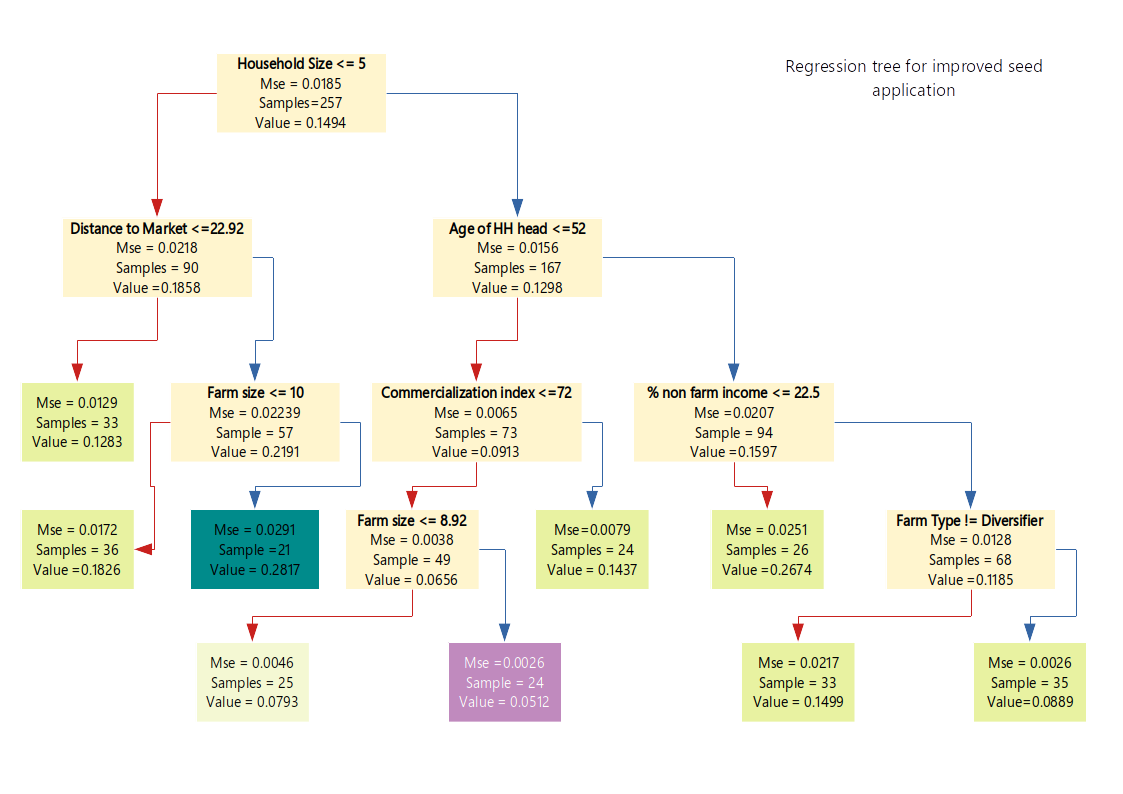 Household Size <= 5
Mse = 0.0185
Samples=257
Value = 0.1494
Regression tree for improved seed
application
Distance to Market <=22.92
Mse = 0.0218
Samples = 90
Value =0.1858
Age of HH head <=52
Mse = 0.0156
Samples = 167
Value = 0.1298
Mse = 0.0129
Samples = 33
Value = 0.1283
Farm size <= 10
Mse = 0.02239
Sample = 57
Value = 0.2191
Commercialization index <=72
Mse = 0.0065
Samples = 73
Value =0.0913
% non farm income <= 22.5
Mse =0.0207
Sample = 94
Value =0.1597
Mse = 0.0172
Samples = 36
Value =0.1826
Mse = 0.0291
Sample =21
Value = 0.2817
Farm size <= 8.92
Mse = 0.0038
Sample = 49
Value = 0.0656
Mse=0.0079
Samples = 24
Value = 0.1437
Mse = 0.0251
Samples = 26
Value =0.2674
Farm Type != Diversifier
Mse = 0.0128
Samples = 68
Value =0.1185
Mse = 0.0046
Samples = 25
Value = 0.0793
Mse =0.0026
Sample = 24
Value = 0.0512
Mse = 0.0217
Sample = 33
Value = 0.1499
Mse = 0.0026
Sample = 35
Value=0.0889